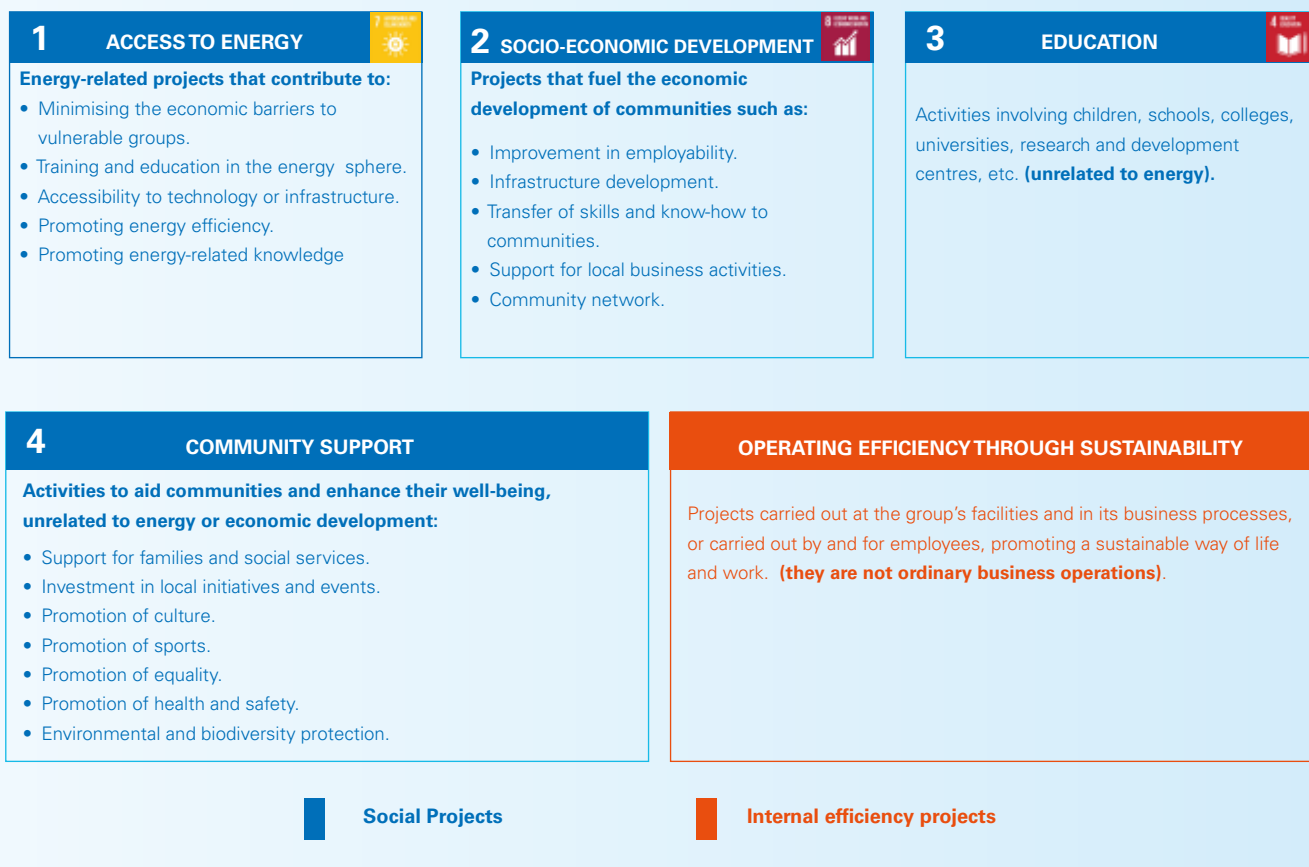 1 ACCESS TO ENERGY
7
Energy-related projects that contribute to:
• Minimising the economic barriers to
vulnerable groups.
• Training and education in the energy sphere.
• Accessibility to technology or infrastructure.
• Promoting energy efficiency.
• Promoting energy-related knowledge
2 SOCIO-ECONOMIC DEVELOPMENT
8
Projects that fuel the economic
development of communities such as:
• Improvement in employability.
• Infrastructure development.
• Transfer of skills and know-how to
communities.
• Support for local business activities.
• Community network.
3 EDUCATION
4
Activities involving children, schools, colleges,
universities, research and development
centres, etc. (unrelated to energy).
4 COMMUNITY SUPPORT
Activities to aid communities and enhance their well-being,
unrelated to energy or economic development:
• Support for families and social services.
• Investment in local initiatives and events.
• Promotion of culture.
• Promotion of sports.
• Promotion of equality.
• Promotion of health and safety.
• Environmental and biodiversity protection.
OPERATING EFFICIENCY THROUGH SUSTAINABILITY
Projects carried out at the group's facilities and in its business processes,
or carried out by and for employees, promoting a sustainable way of life
and work. (they are not ordinary business operations).
Social Projects
Internal efficiency projects